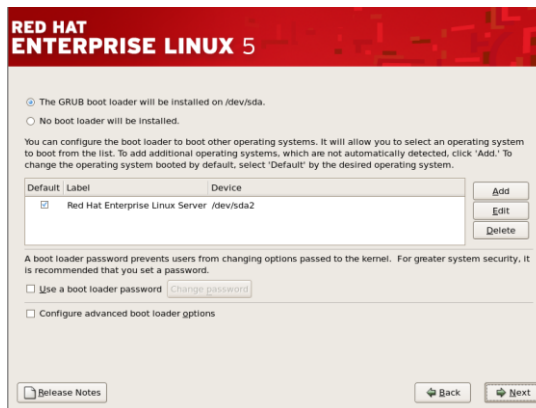 RED HAT
ENTERPRISE LINUX 5
The GRUB boot loader will be installed on /dev/sda.
No boot loader will be installed.
You can configure the boot loader to boot other operating systems. It will allow you to select an operating system
to boot from the list. To add additional operating systems, which are not automatically detected, click 'Add.' To
change the operating system booted by default, select 'Default' by the desired operating system.
Default Label Device
Red Hat Enterprise Linux Server /dev/sda2
Add
Edit
Delete
A boot loader password prevents users from changing options passed to the kernel. For greater system security, it
is recommended that you set a password.
Use a boot loader password Change password
Configure advanced boot loader options
Release Notes Back Next